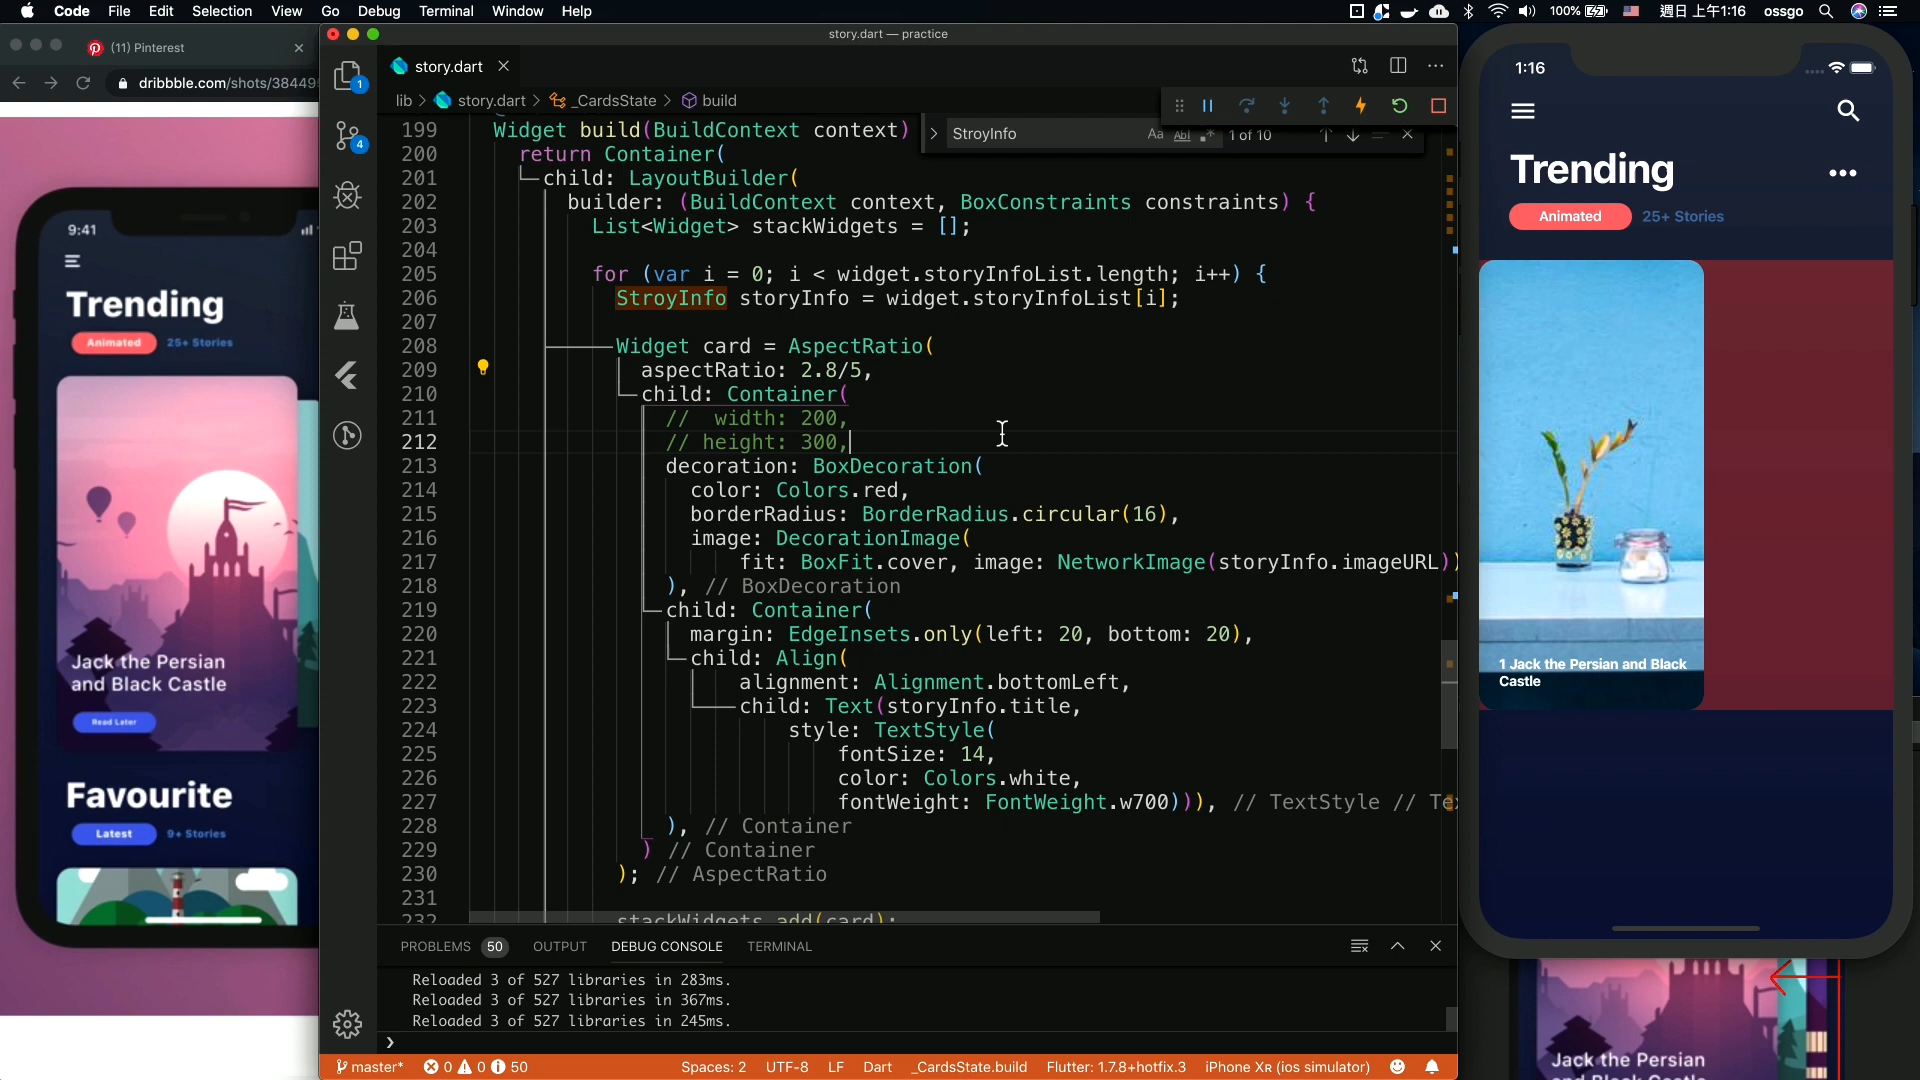 Code File Edit Selection View Go Debug Terminal Window Help
100% 週日 上午1:16 ossgo
(11) Pinterest
dribbble.com/shots/38449
9:41
Trending
Animated 25+ Stories
Jack the Persian
and Black Castle
Read Later
Favourite
Latest 9+ Stories
story.dart — practice
1
4
story.dart
lib > story.dart > _CardsState > build
StroyInfo Aa Abl .* 1 of 10
199 Widget build(BuildContext context)
200 return Container(
201 child: LayoutBuilder(
202 builder: (BuildContext context, BoxConstraints constraints) {
203 List<Widget> stackWidgets = [];
204
205 for (var i = 0; i < widget.storyInfoList.length; i++) {
206 StroyInfo storyInfo = widget.storyInfoList[i];
207
208 Widget card = AspectRatio(
209 aspectRatio: 2.8/5,
210 child: Container(
211 //  width: 200,
212 // height: 300,
213 decoration: BoxDecoration(
214 color: Colors.red,
215 borderRadius: BorderRadius.circular(16),
216 image: DecorationImage(
217 fit: BoxFit.cover, image: NetworkImage(storyInfo.imageURL))
218 ), // BoxDecoration
219 child: Container(
220 margin: EdgeInsets.only(left: 20, bottom: 20),
221 child: Align(
222 alignment: Alignment.bottomLeft,
223 child: Text(storyInfo.title,
224 style: TextStyle(
225 fontSize: 14,
226 color: Colors.white,
227 fontWeight: FontWeight.w700))), // TextStyle // Te
228 ), // Container
229 ) // Container
230 ); // AspectRatio
231
232 stackWidgets.add(card);
PROBLEMS 50 OUTPUT DEBUG CONSOLE TERMINAL
Reloaded 3 of 527 libraries in 283ms.
Reloaded 3 of 527 libraries in 367ms.
Reloaded 3 of 527 libraries in 245ms.
master* 0 0 50 Spaces: 2 UTF-8 LF Dart _CardsState.build Flutter: 1.7.8+hotfix.3 iPhone Xʀ (ios simulator)
1:16
Trending
Animated 25+ Stories
1 Jack the Persian and Black
Castle
Jack the Persian